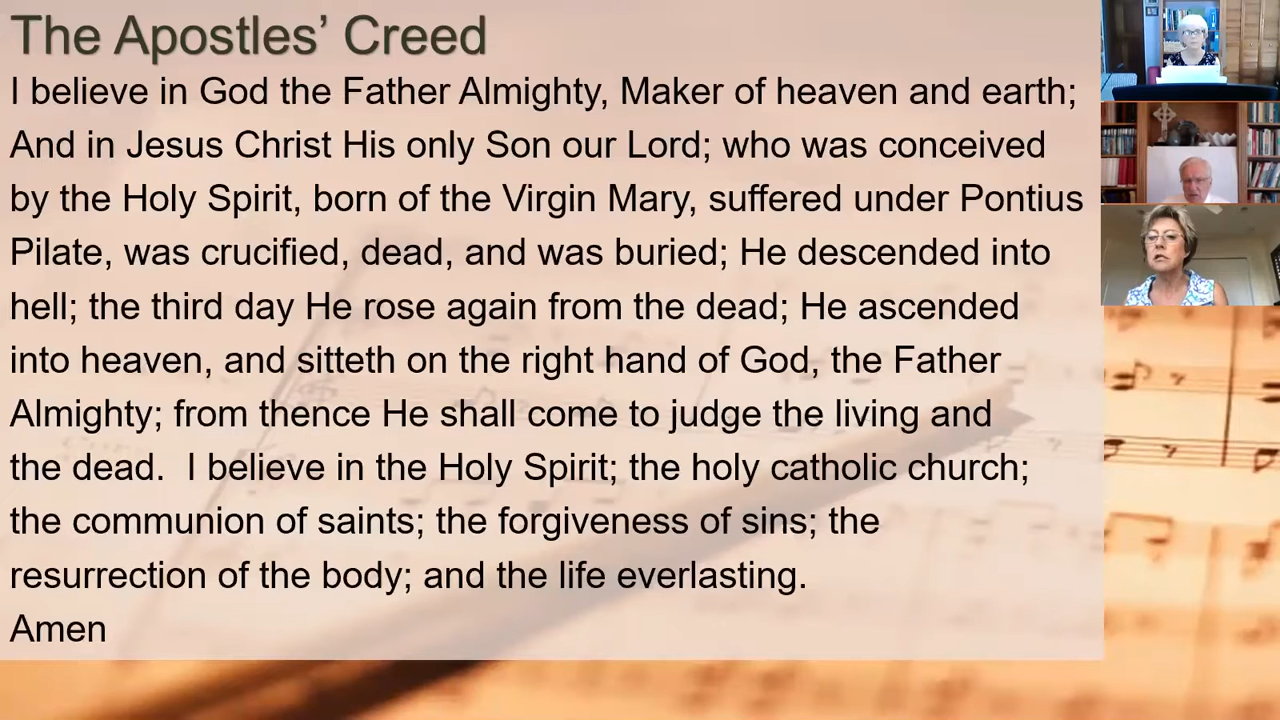 The Apostles’ Creed
I believe in God the Father Almighty, Maker of heaven and earth;
And in Jesus Christ His only Son our Lord; who was conceived
by the Holy Spirit, born of the Virgin Mary, suffered under Pontius
Pilate, was crucified, dead, and was buried; He descended into
hell; the third day He rose again from the dead; He ascended
into heaven, and sitteth on the right hand of God, the Father
Almighty; from thence He shall come to judge the living and
the dead.  I believe in the Holy Spirit; the holy catholic church;
the communion of saints; the forgiveness of sins; the
resurrection of the body; and the life everlasting.
Amen